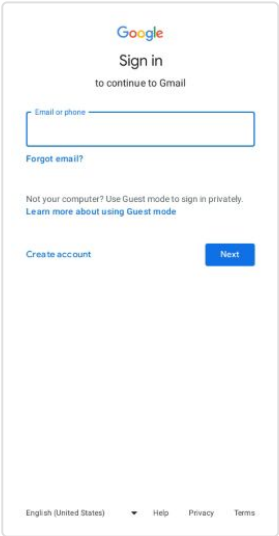 Google
Sign in
to continue to Gmail
Email or phone
Forgot email?
Not your computer? Use Guest mode to sign in privately.
Learn more about using Guest mode
Create account
Next
English (United States)
Help
Privacy
Terms